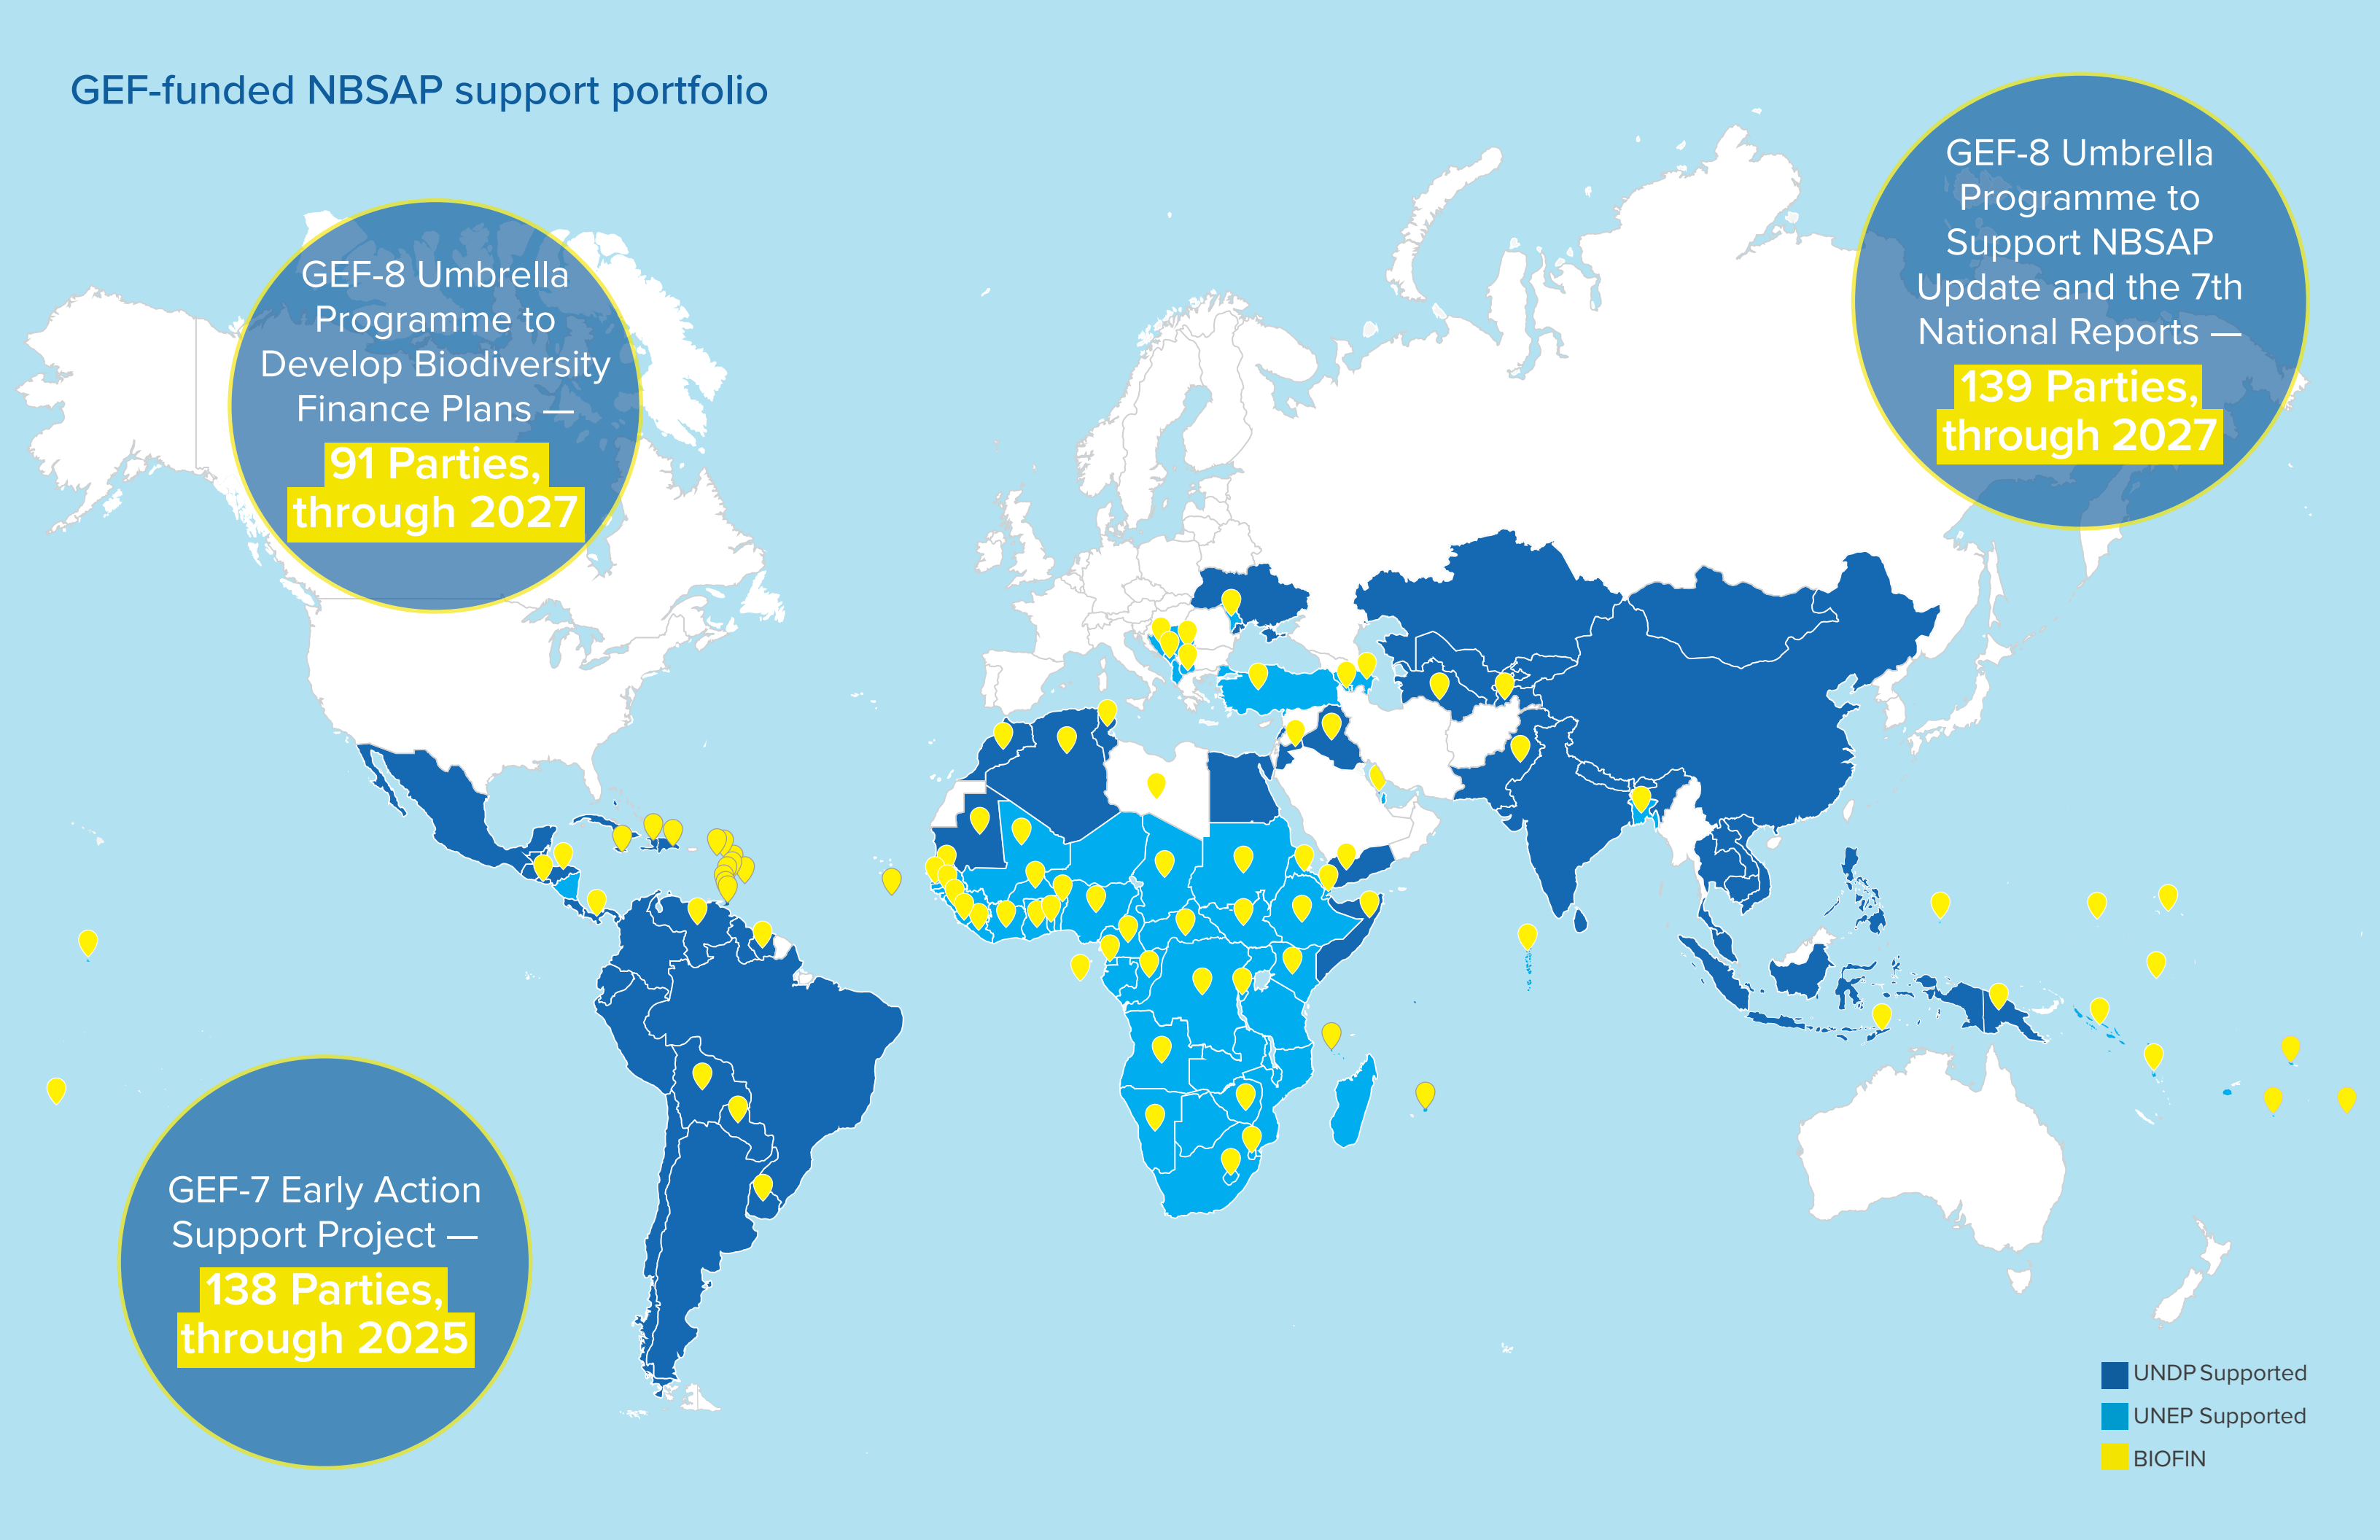 GEF-funded NBSAP support portfolio
GEF-8 Umbrella
Programme to
Develop Biodiversity
Finance Plans —
91 Parties,
through 2027
GEF-8 Umbrella
Programme to
Support NBSAP
Update and the 7th
National Reports —
139 Parties,
through 2027
GEF-7 Early Action
Support Project —
138 Parties,
through 2025
UNDP Supported
UNEP Supported
BIOFIN